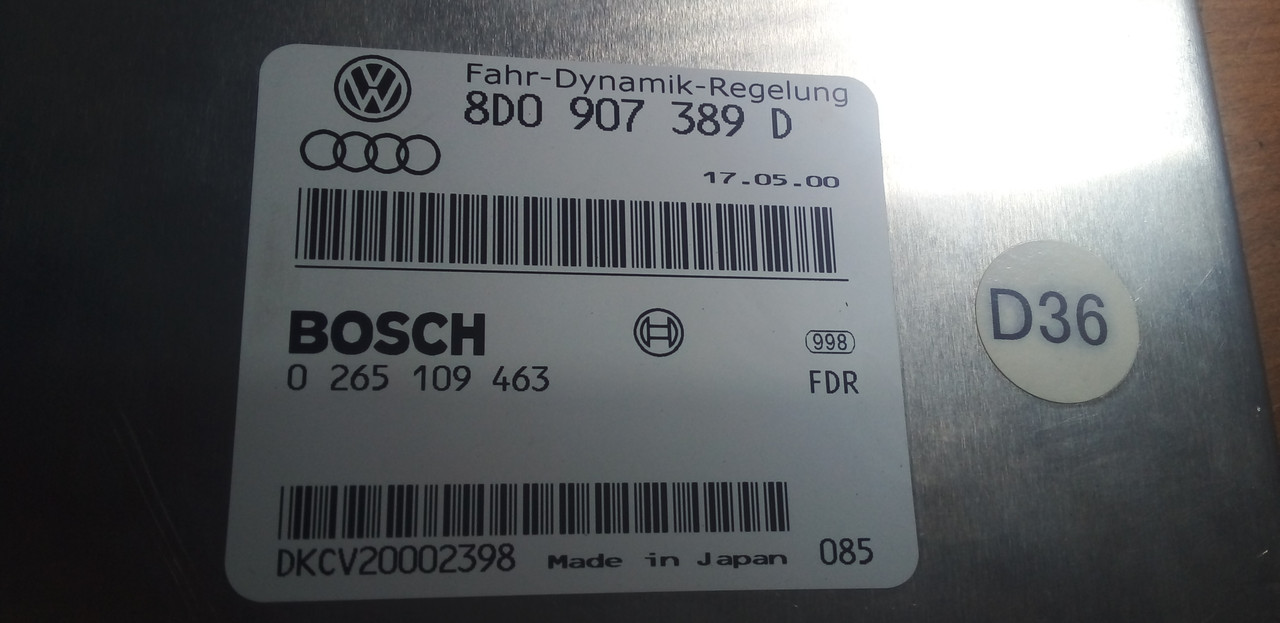 Fahr-Dynamik-Regelung
8D0 907 389 D
17.05.00
BOSCH
998
0 265 109 463
FDR
D36
DKCV20002398 Made in Japan 085